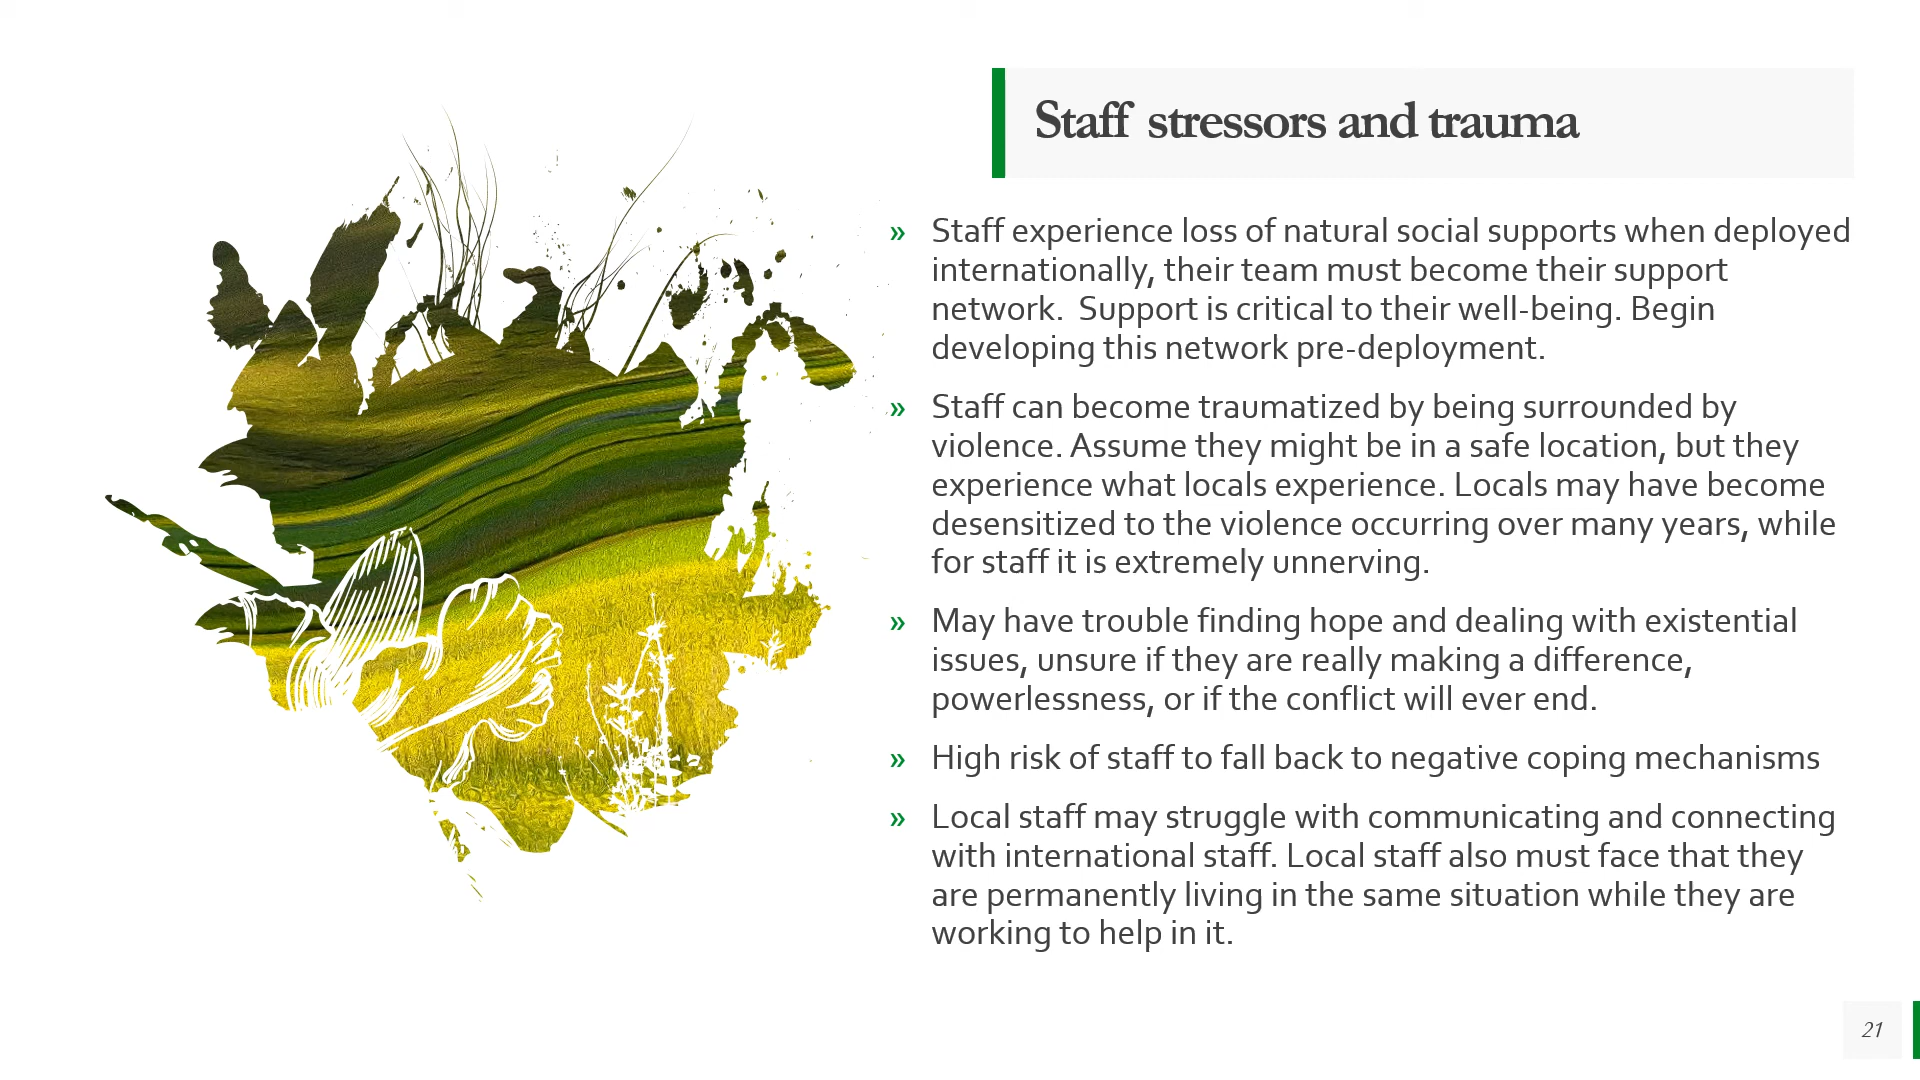 Staff stressors and trauma
» Staff experience loss of natural social supports when deployed
internationally, their team must become their support
network.  Support is critical to their well-being. Begin
developing this network pre-deployment.
» Staff can become traumatized by being surrounded by
violence. Assume they might be in a safe location, but they
experience what locals experience. Locals may have become
desensitized to the violence occurring over many years, while
for staff it is extremely unnerving.
» May have trouble finding hope and dealing with existential
issues, unsure if they are really making a difference,
powerlessness, or if the conflict will ever end.
» High risk of staff to fall back to negative coping mechanisms
» Local staff may struggle with communicating and connecting
with international staff. Local staff also must face that they
are permanently living in the same situation while they are
working to help in it.
21